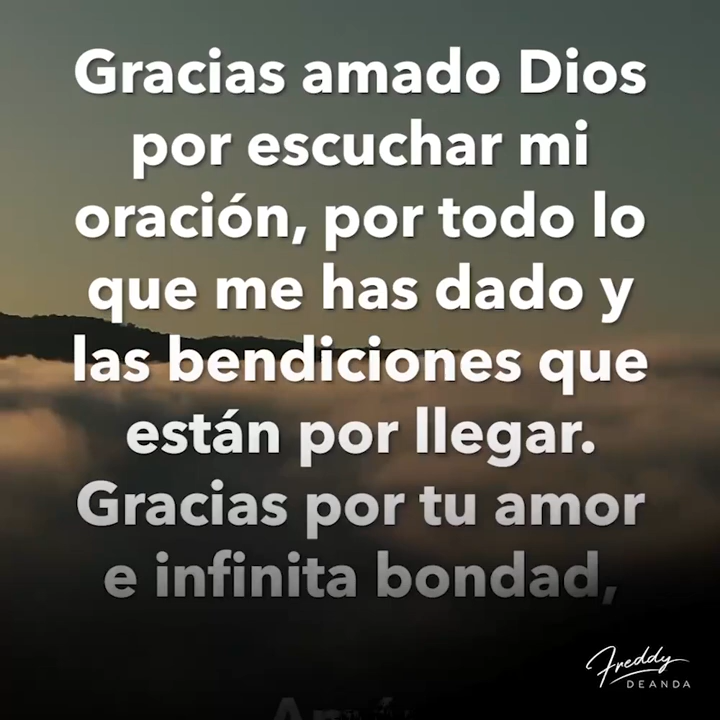 Gracias amado Dios
por escuchar mi
oración, por todo lo
que me has dado y
las bendiciones que
están por llegar.
Gracias por tu amor
e infinita bondad,
Freddy
DEANDA